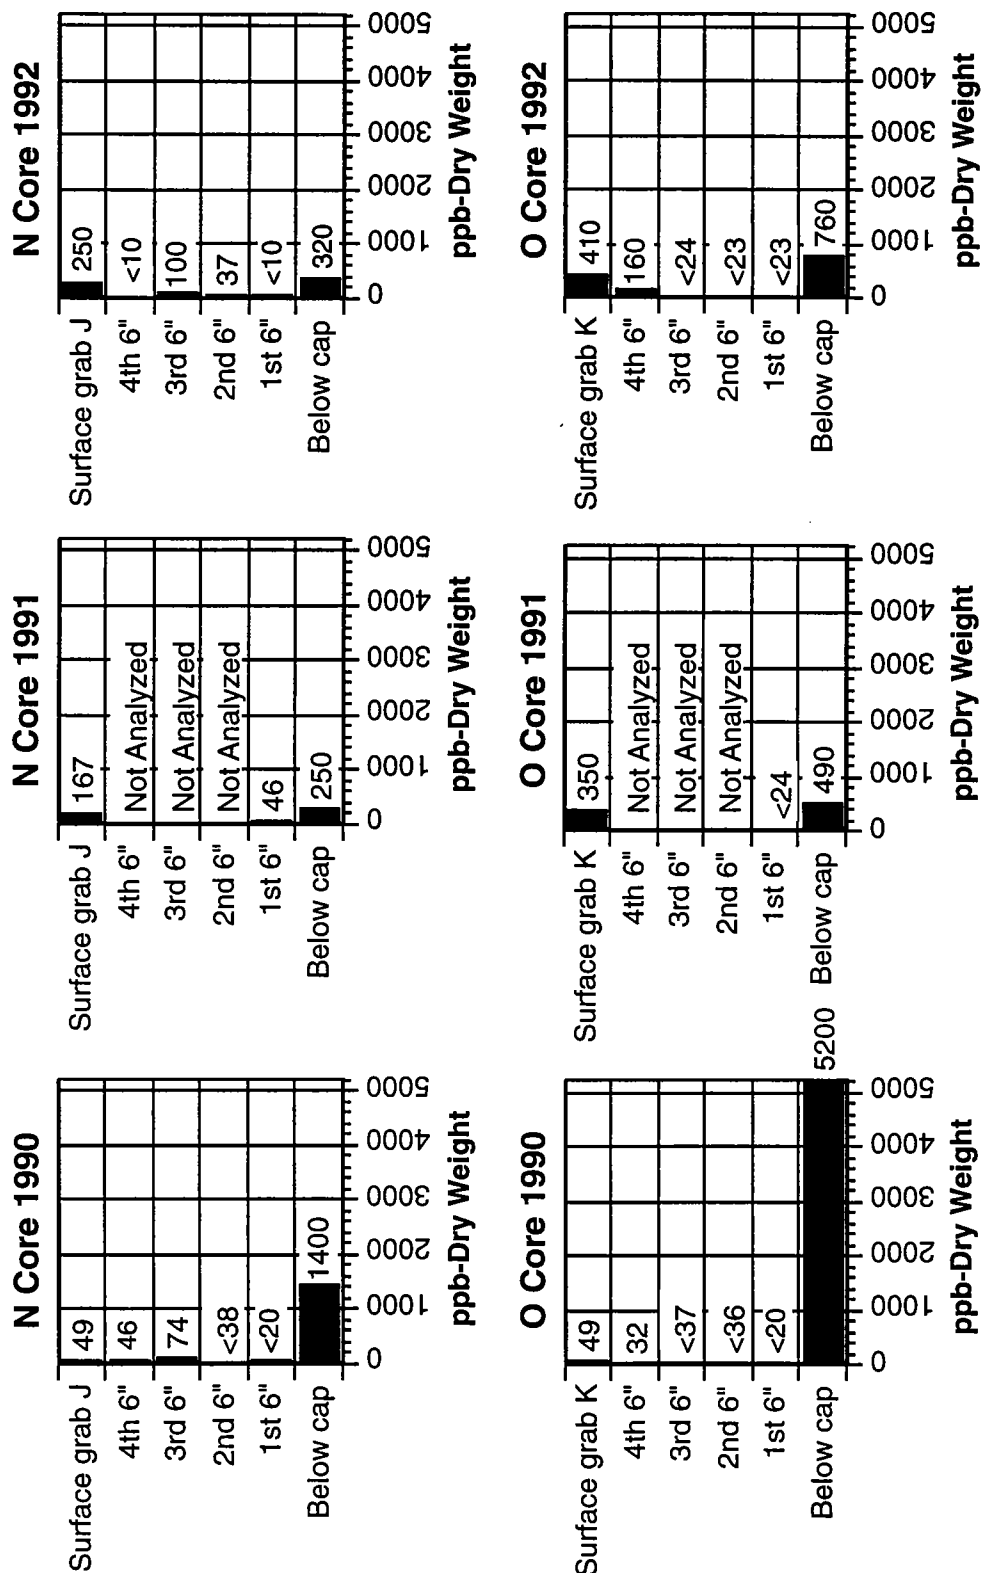 N Core 1990
Surface grab J 49
4th 6" 46
3rd 6" 74
2nd 6" <38
1st 6" <20
Below cap 1400
0 1000 2000 3000 4000 5000
ppb-Dry Weight
N Core 1991
Surface grab J 167
4th 6" Not Analyzed
3rd 6" Not Analyzed
2nd 6" Not Analyzed
1st 6" 46
Below cap 250
0 1000 2000 3000 4000 5000
ppb-Dry Weight
N Core 1992
Surface grab J 250
4th 6" <10
3rd 6" 100
2nd 6" 37
1st 6" <10
Below cap 320
0 1000 2000 3000 4000 5000
ppb-Dry Weight
O Core 1990
Surface grab K 49
4th 6" 32
3rd 6" <37
2nd 6" <36
1st 6" <20
Below cap 5200
0 1000 2000 3000 4000 5000
ppb-Dry Weight
O Core 1991
Surface grab K 350
4th 6" Not Analyzed
3rd 6" Not Analyzed
2nd 6" Not Analyzed
1st 6" <24
Below cap 490
0 1000 2000 3000 4000 5000
ppb-Dry Weight
O Core 1992
Surface grab K 410
4th 6" 160
3rd 6" <24
2nd 6" <23
1st 6" <23
Below cap 760
0 1000 2000 3000 4000 5000
ppb-Dry Weight